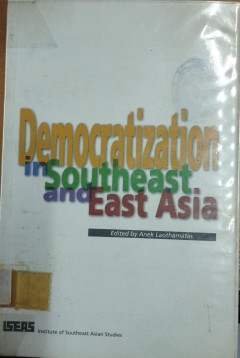 Democratization
in Southeast
and East Asia
Edited by Anek Laothamatas
ISEAS Institute of Southeast Asian Studies